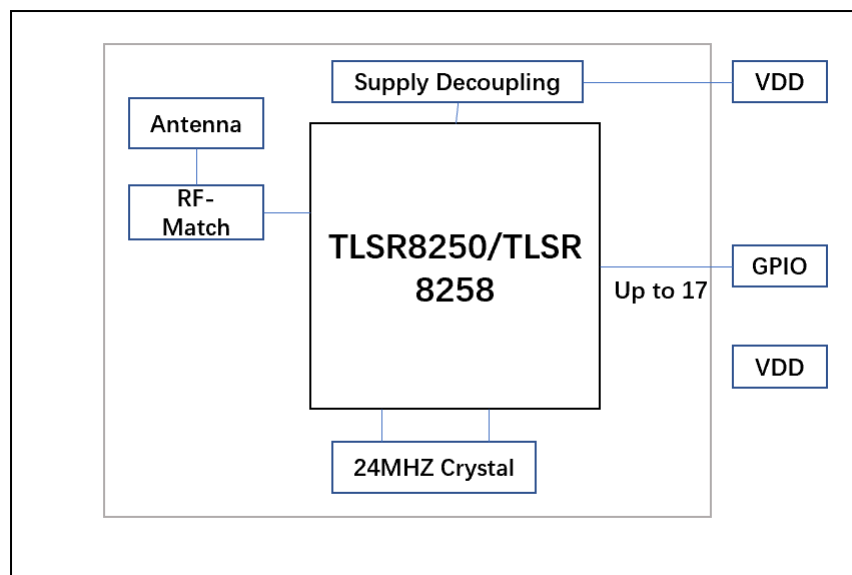 Supply Decoupling
VDD
Antenna
RF-
Match
TLSR8250/TLSR
8258
GPIO
Up to 17
VDD
24MHZ Crystal